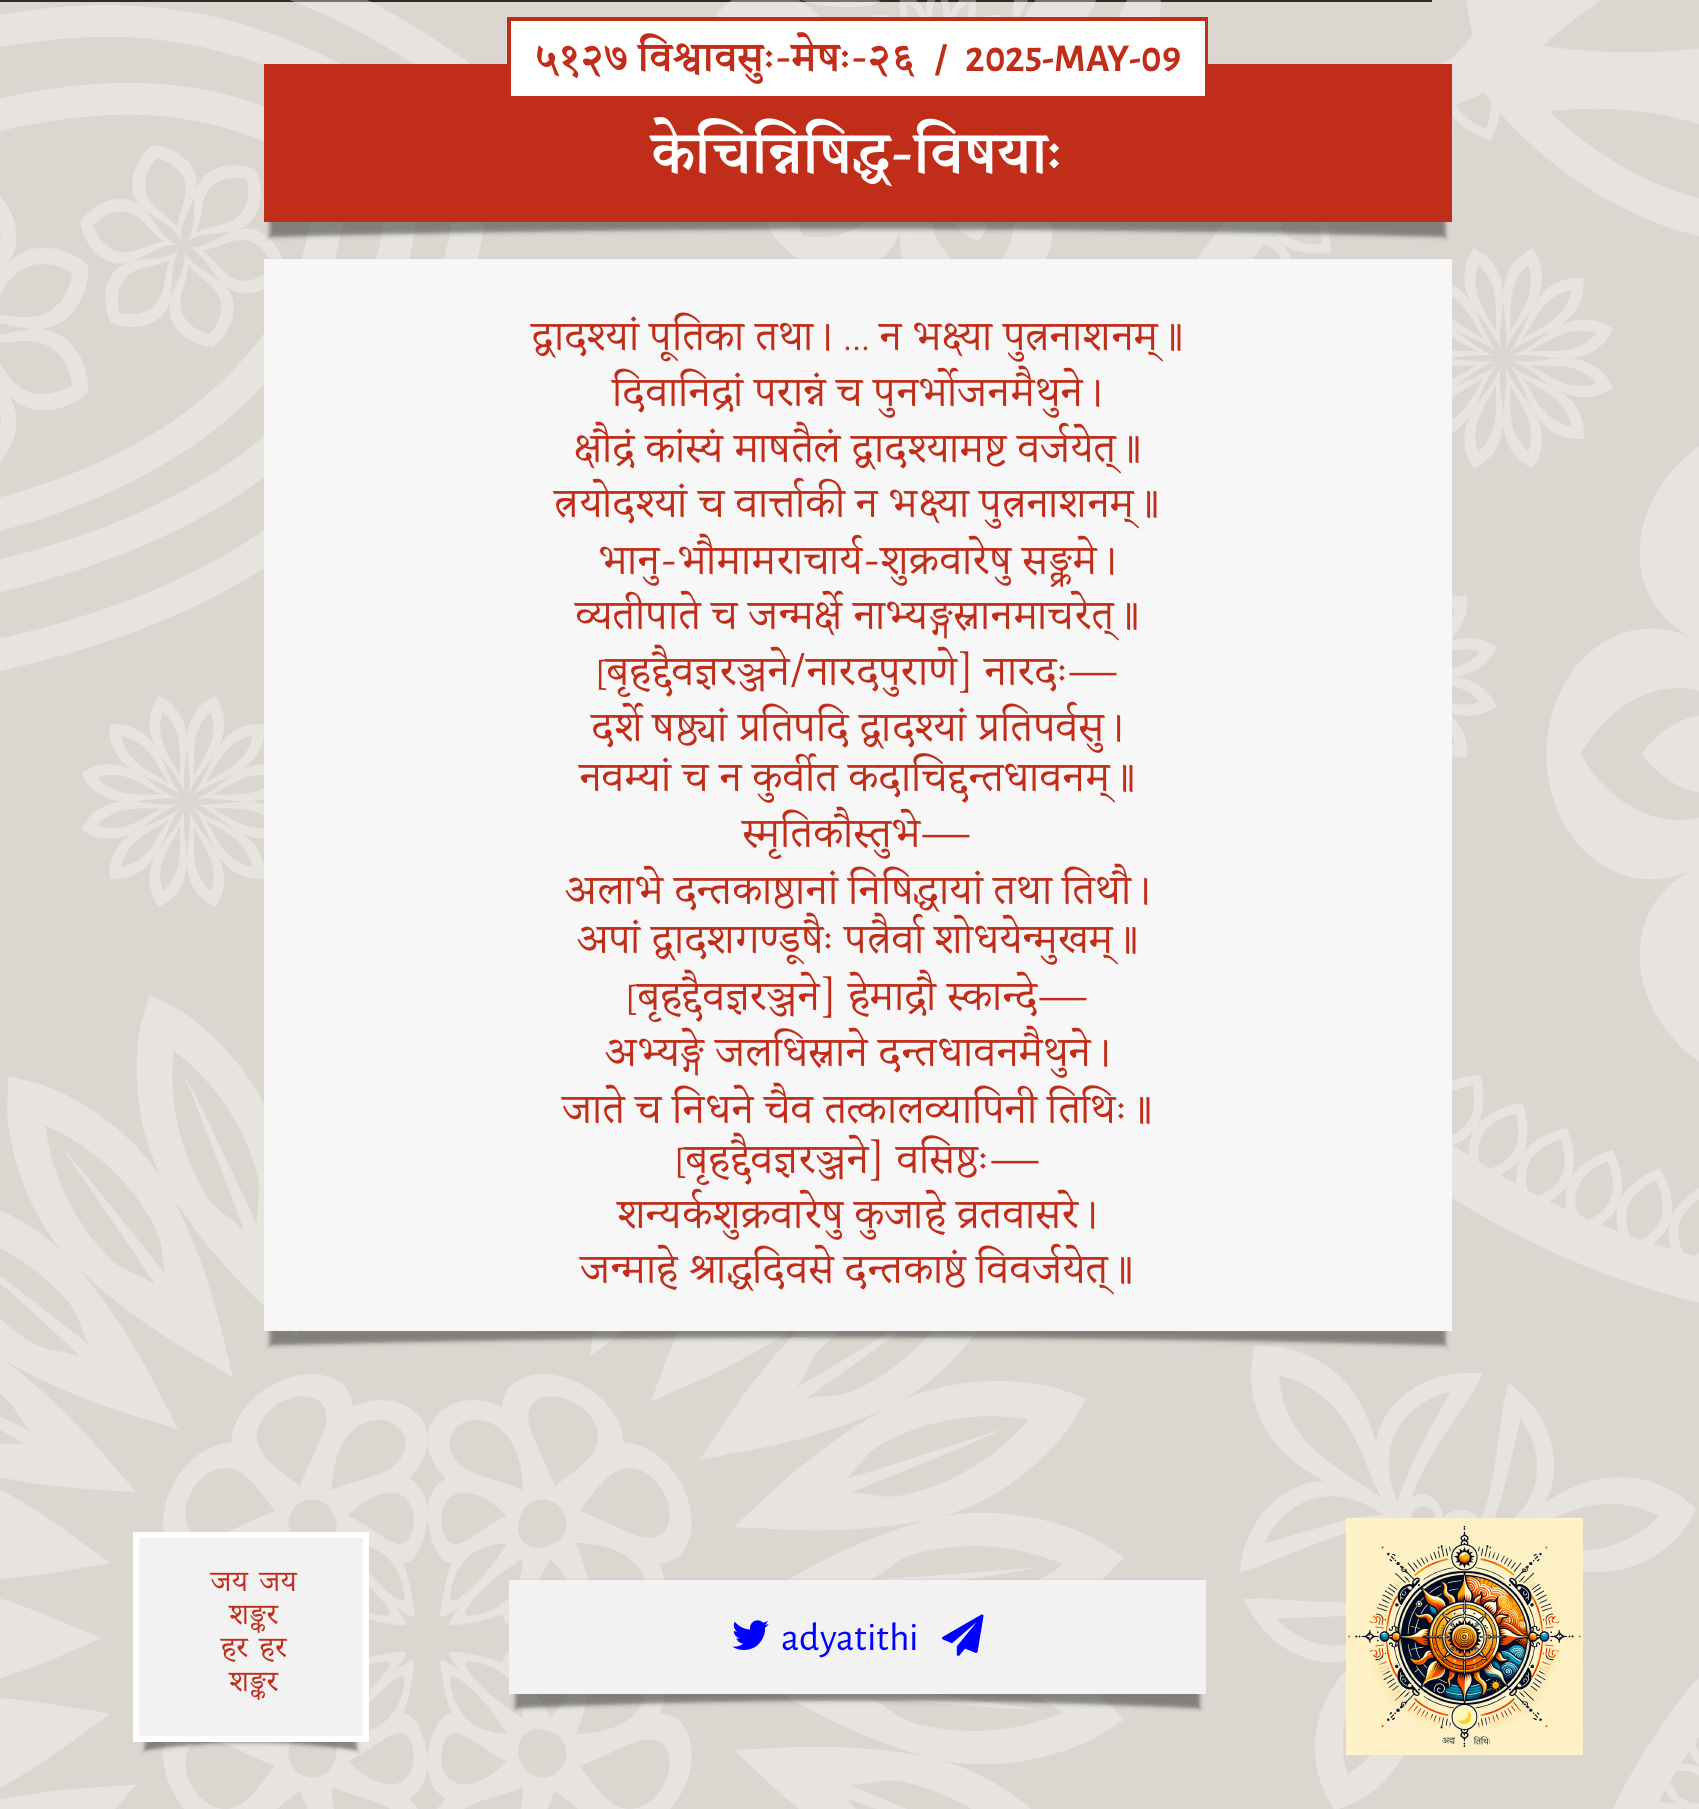 ५१२७ विश्वावसुः-मेषः-२६ / 2025-MAY-09
केचिन्निषिद्ध-विषयाः
द्वादश्यां पूतिका तथा। ... न भक्ष्या पुत्रनाशनम्॥
दिवानिद्रां परान्नं च पुनर्भोजनमैथुने।
क्षौद्रं कांस्यं माषतैलं द्वादश्यामष्ट वर्जयेत्॥
त्रयोदश्यां च वार्त्ताकी न भक्ष्या पुत्रनाशनम्॥
भानु-भौमामराचार्य-शुक्रवारेषु सङ्क्रमे।
व्यतीपाते च जन्मर्क्षे नाभ्यङ्गस्नानमाचरेत्॥
[बृहद्दैवज्ञरञ्जने/नारदपुराणे] नारदः—
दर्शे षष्ठ्यां प्रतिपदि द्वादश्यां प्रतिपर्वसु।
नवम्यां च न कुर्वीत कदाचिद्दन्तधावनम्॥
स्मृतिकौस्तुभे—
अलाभे दन्तकाष्ठानां निषिद्धायां तथा तिथौ।
अपां द्वादशगण्डूषैः पत्रैर्वा शोधयेन्मुखम्॥
[बृहद्दैवज्ञरञ्जने] हेमाद्रौ स्कान्दे—
अभ्यङ्गे जलधिस्नाने दन्तधावनमैथुने।
जाते च निधने चैव तत्कालव्यापिनी तिथिः॥
[बृहद्दैवज्ञरञ्जने] वसिष्ठः—
शन्यर्कशुक्रवारेषु कुजाहे व्रतवासरे।
जन्माहे श्राद्धदिवसे दन्तकाष्ठं विवर्जयेत्॥
जय जय
शङ्कर
हर हर
शङ्कर
adyatithi
अद्य तिथिः